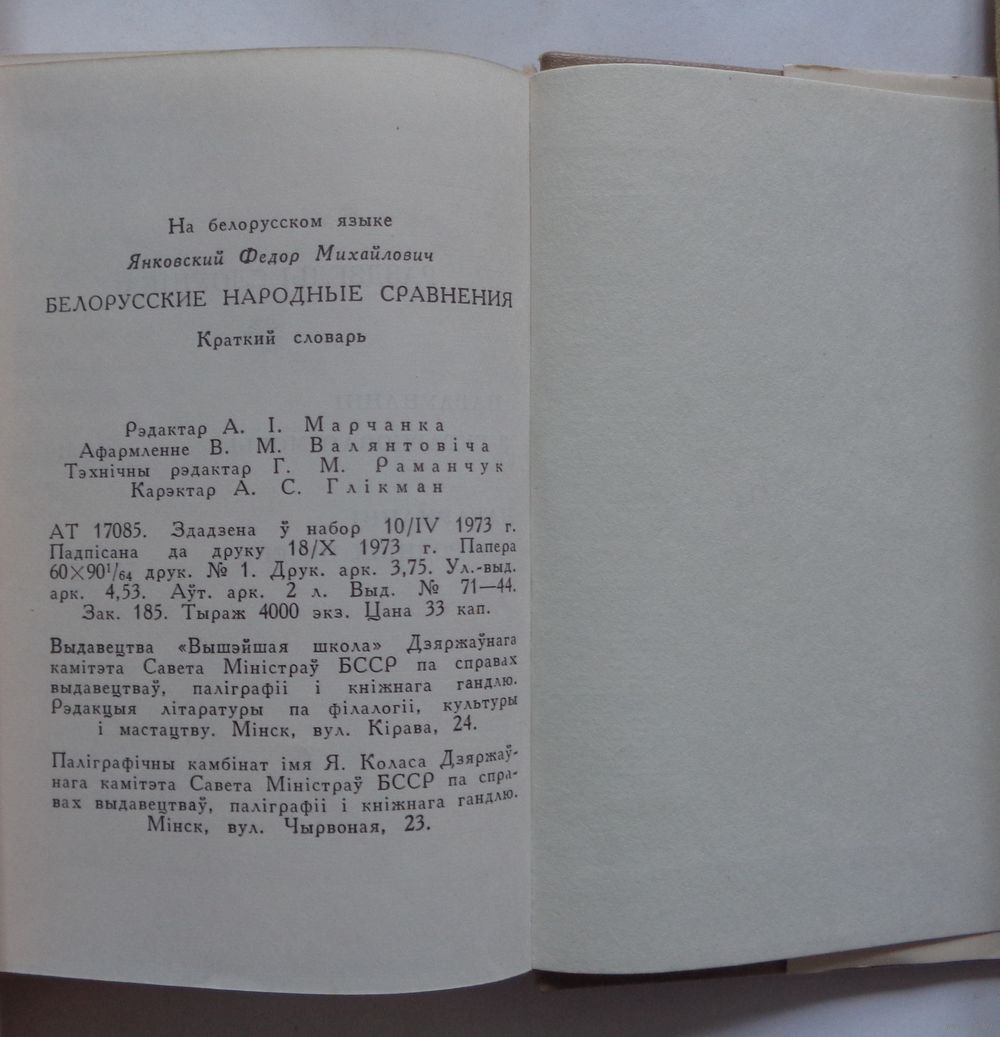 На белорусском языке
Янковский Федор Михайлович
БЕЛОРУССКИЕ НАРОДНЫЕ СРАВНЕНИЯ
Краткий словарь
Рэдактар А. І. Марчанка
Афармленне В. М. Валянтовіча
Тэхнічны рэдактар Г. М. Раманчук
Карэктар А. С. Глікман
АТ 17085. Здадзена ў набор 10/IV 1973 г.
Падпісана да друку 18/X 1973 г. Папера
60×90¹/₆₄ друк. № 1. Друк. арк. 3,75. Ул.-выд.
арк. 4,53. Аўт. арк. 2 л. Выд. № 71—44.
Зак. 185. Тыраж 4000 экз. Цана 33 кап.
Выдавецтва «Вышэйшая школа» Дзяржаўнага
камітэта Савета Міністраў БССР па справах
выдавецтваў, паліграфіі і кніжнага гандлю.
Рэдакцыя літаратуры па філалогіі, культуры
і мастацтву. Мінск, вул. Кірава, 24.
Паліграфічны камбінат імя Я. Коласа Дзяржаў-
нага камітэта Савета Міністраў БССР па спра-
вах выдавецтваў, паліграфіі і кніжнага гандлю.
Мінск, вул. Чырвоная, 23.